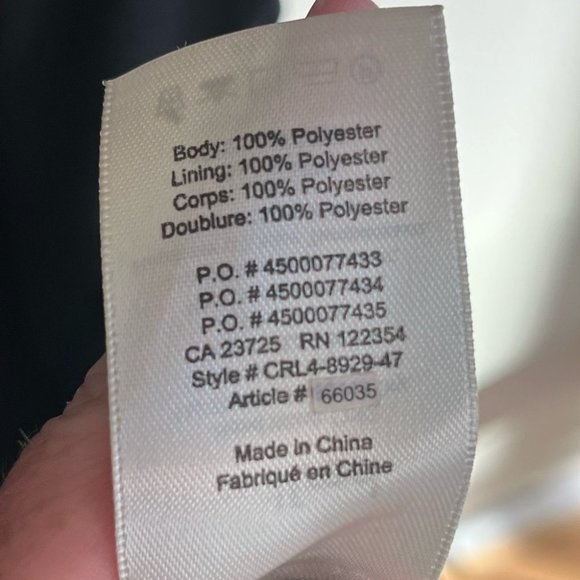 Body: 100% Polyester
Lining: 100% Polyester
Corps: 100% Polyester
Doublure: 100% Polyester
P.O. # 4500077433
P.O. # 4500077434
P.O. # 4500077435
CA 23725 RN 122354
Style # CRL4-8929-47
Article # 66035
Made in China
Fabriqué en Chine